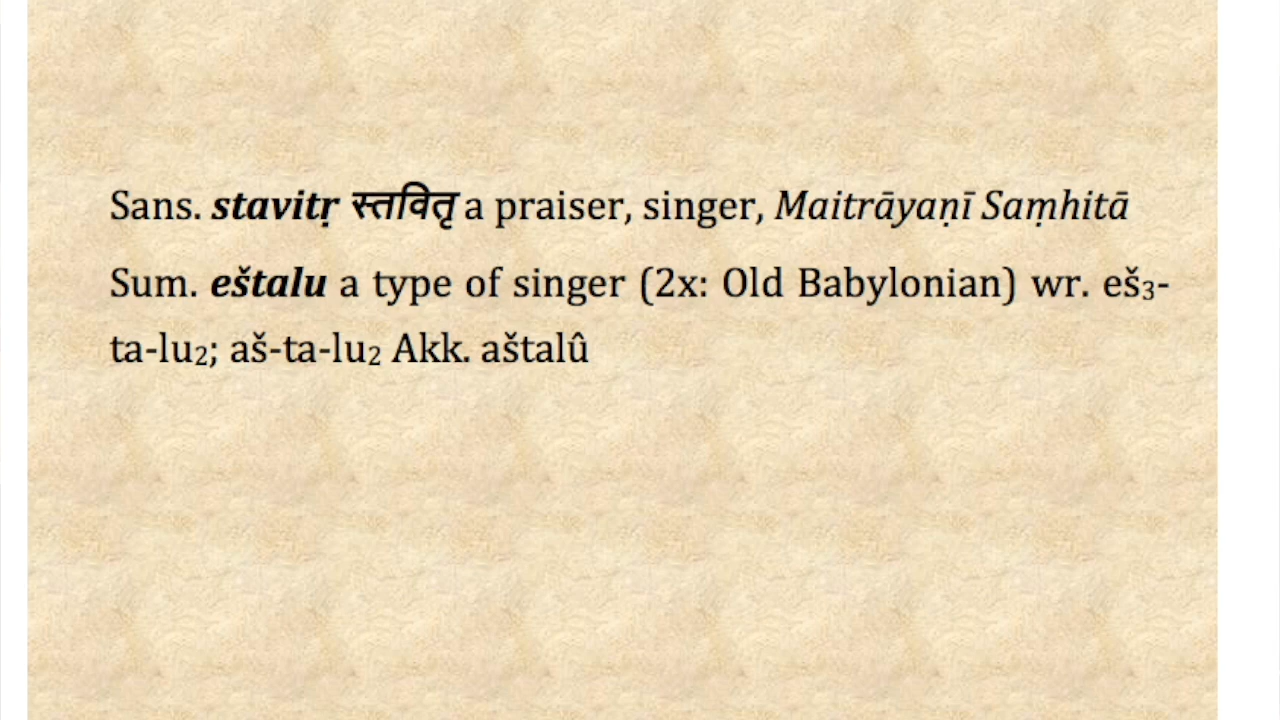 Sans. stavitṛ स्तवितृ a praiser, singer, Maitrāyaṇī Saṃhitā
Sum. eštalu a type of singer (2x: Old Babylonian) wr. eš₃-
ta-lu₂; aš-ta-lu₂ Akk. aštalû